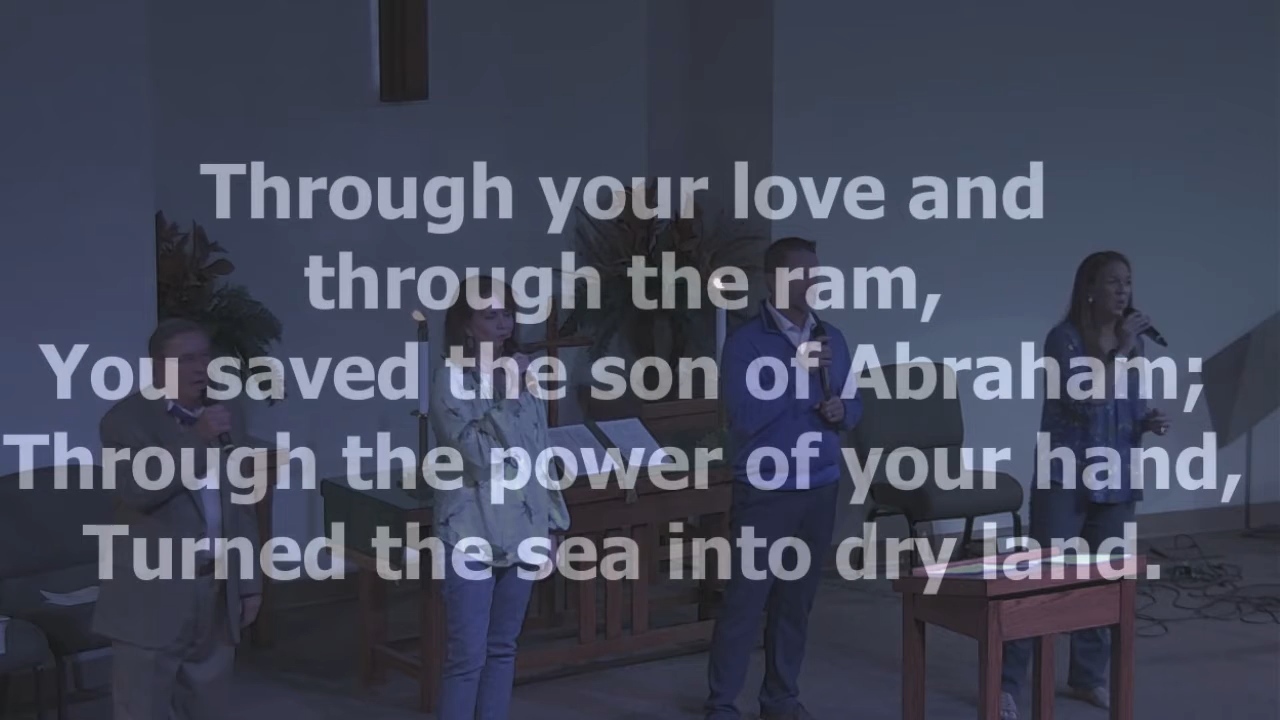 Through your love and
through the ram,
You saved the son of Abraham;
Through the power of your hand,
Turned the sea into dry land.